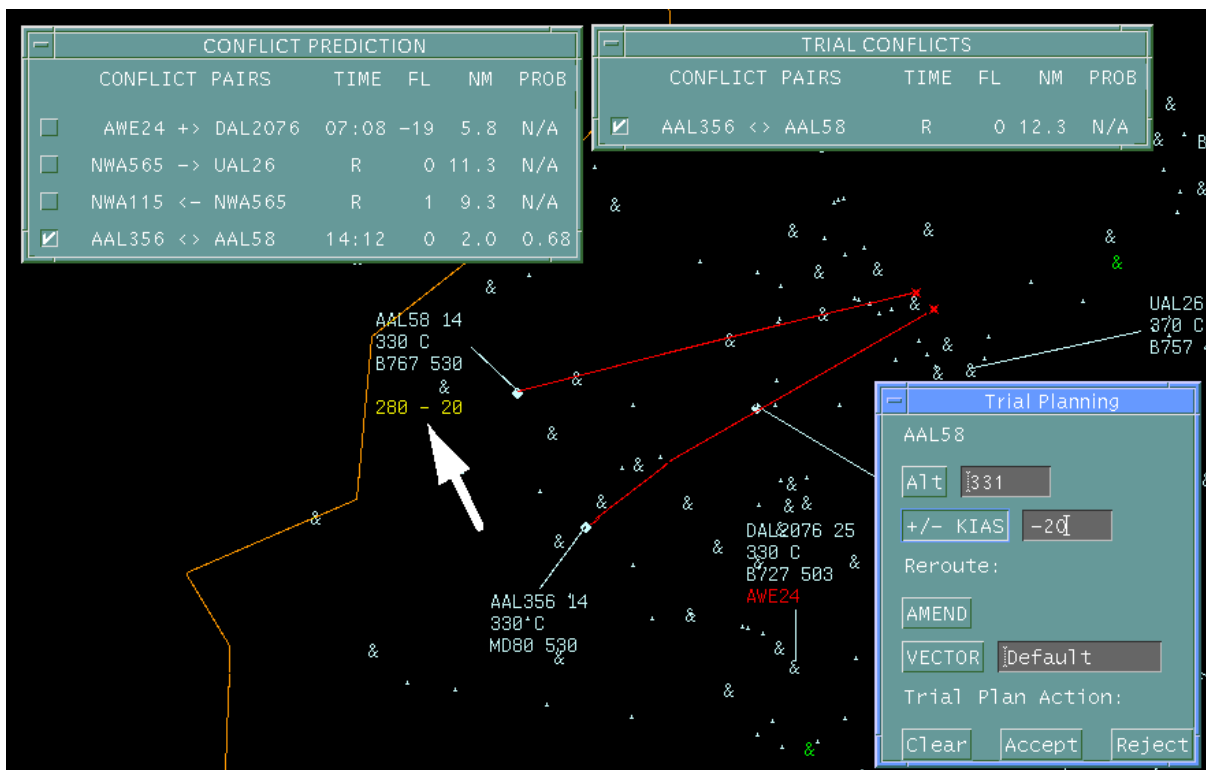 CONFLICT PREDICTION
CONFLICT PAIRS TIME FL NM PROB
AWE24 +> DAL2076 07:08 -19 5.8 N/A
NWA565 -> UAL26 R 0 11.3 N/A
NWA115 <- NWA565 R 1 9.3 N/A
AAL356 <> AAL58 14:12 0 2.0 0.68
TRIAL CONFLICTS
CONFLICT PAIRS TIME FL NM PROB
AAL356 <> AAL58 R 0 12.3 N/A
AAL58 14
330 C
B767 530
280 - 20
UAL26
370 C
B757
AAL356 14
330 C
MD80 530
DAL2076 25
330 C
B727 503
AWE24
Trial Planning
AAL58
Alt 331
+/- KIAS -20
Reroute:
AMEND
VECTOR Default
Trial Plan Action:
Clear Accept Reject